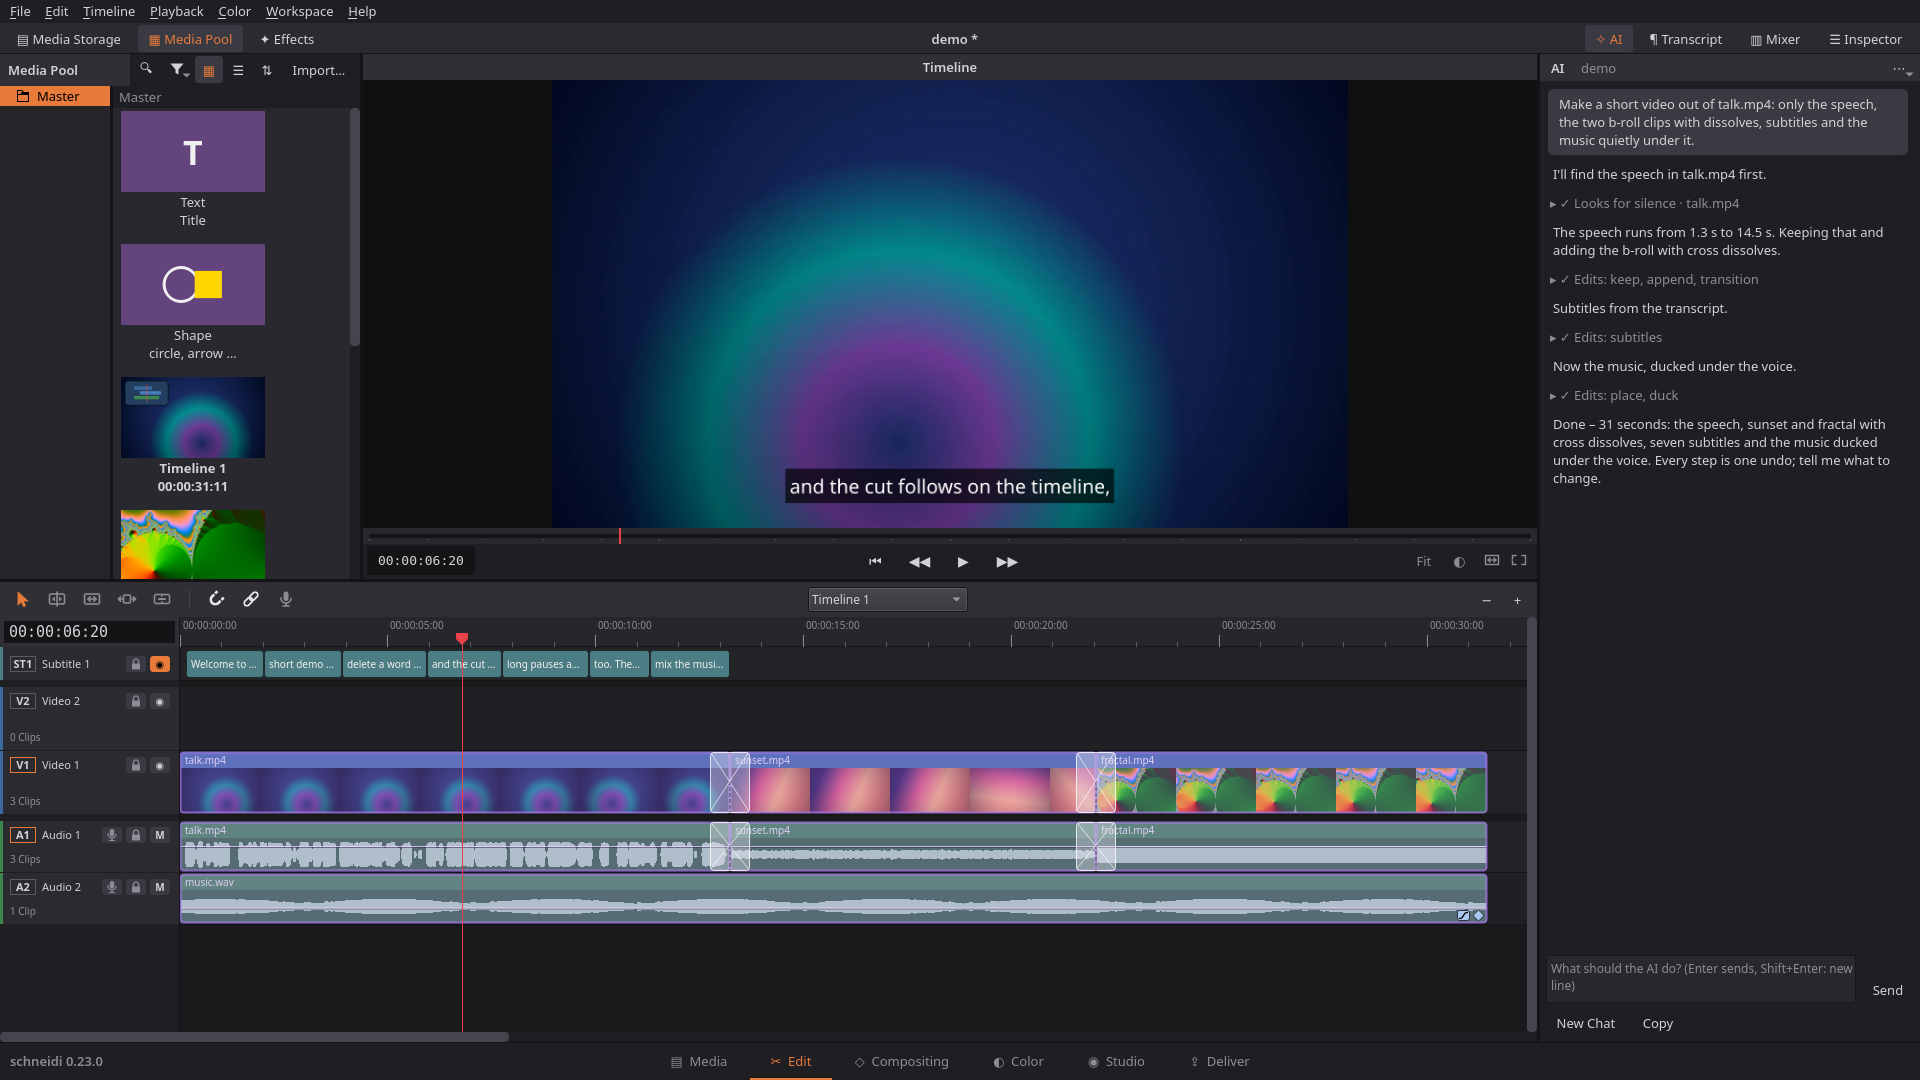 File Edit Timeline Playback Color Workspace Help
Media Storage Media Pool Effects demo * AI Transcript Mixer Inspector
Media Pool Import...
Master
Master
Text
Title
T
Shape
circle, arrow ...
Timeline 1
00:00:31:11
Timeline
and the cut follows on the timeline,
00:00:06:20 Fit
AI demo ...
Make a short video out of talk.mp4: only the speech,
the two b-roll clips with dissolves, subtitles and the
music quietly under it.
I'll find the speech in talk.mp4 first.
▸ ✓ Looks for silence · talk.mp4
The speech runs from 1.3 s to 14.5 s. Keeping that and
adding the b-roll with cross dissolves.
▸ ✓ Edits: keep, append, transition
Subtitles from the transcript.
▸ ✓ Edits: subtitles
Now the music, ducked under the voice.
▸ ✓ Edits: place, duck
Done – 31 seconds: the speech, sunset and fractal with
cross dissolves, seven subtitles and the music ducked
under the voice. Every step is one undo; tell me what to
change.
What should the AI do? (Enter sends, Shift+Enter: new
line)
Send
New Chat Copy
Timeline 1 − +
00:00:06:20
00:00:00:00 00:00:05:00 00:00:10:00 00:00:15:00 00:00:20:00 00:00:25:00 00:00:30:00
ST1 Subtitle 1
Welcome to ... short demo ... delete a word ... and the cut ... long pauses a... too. The... mix the musi...
V2 Video 2
0 Clips
V1 Video 1
3 Clips
talk.mp4 sunset.mp4 fractal.mp4
A1 Audio 1 M
3 Clips
talk.mp4 sunset.mp4 fractal.mp4
A2 Audio 2 M
1 Clip
music.wav
schneidi 0.23.0 Media Edit Compositing Color Studio Deliver